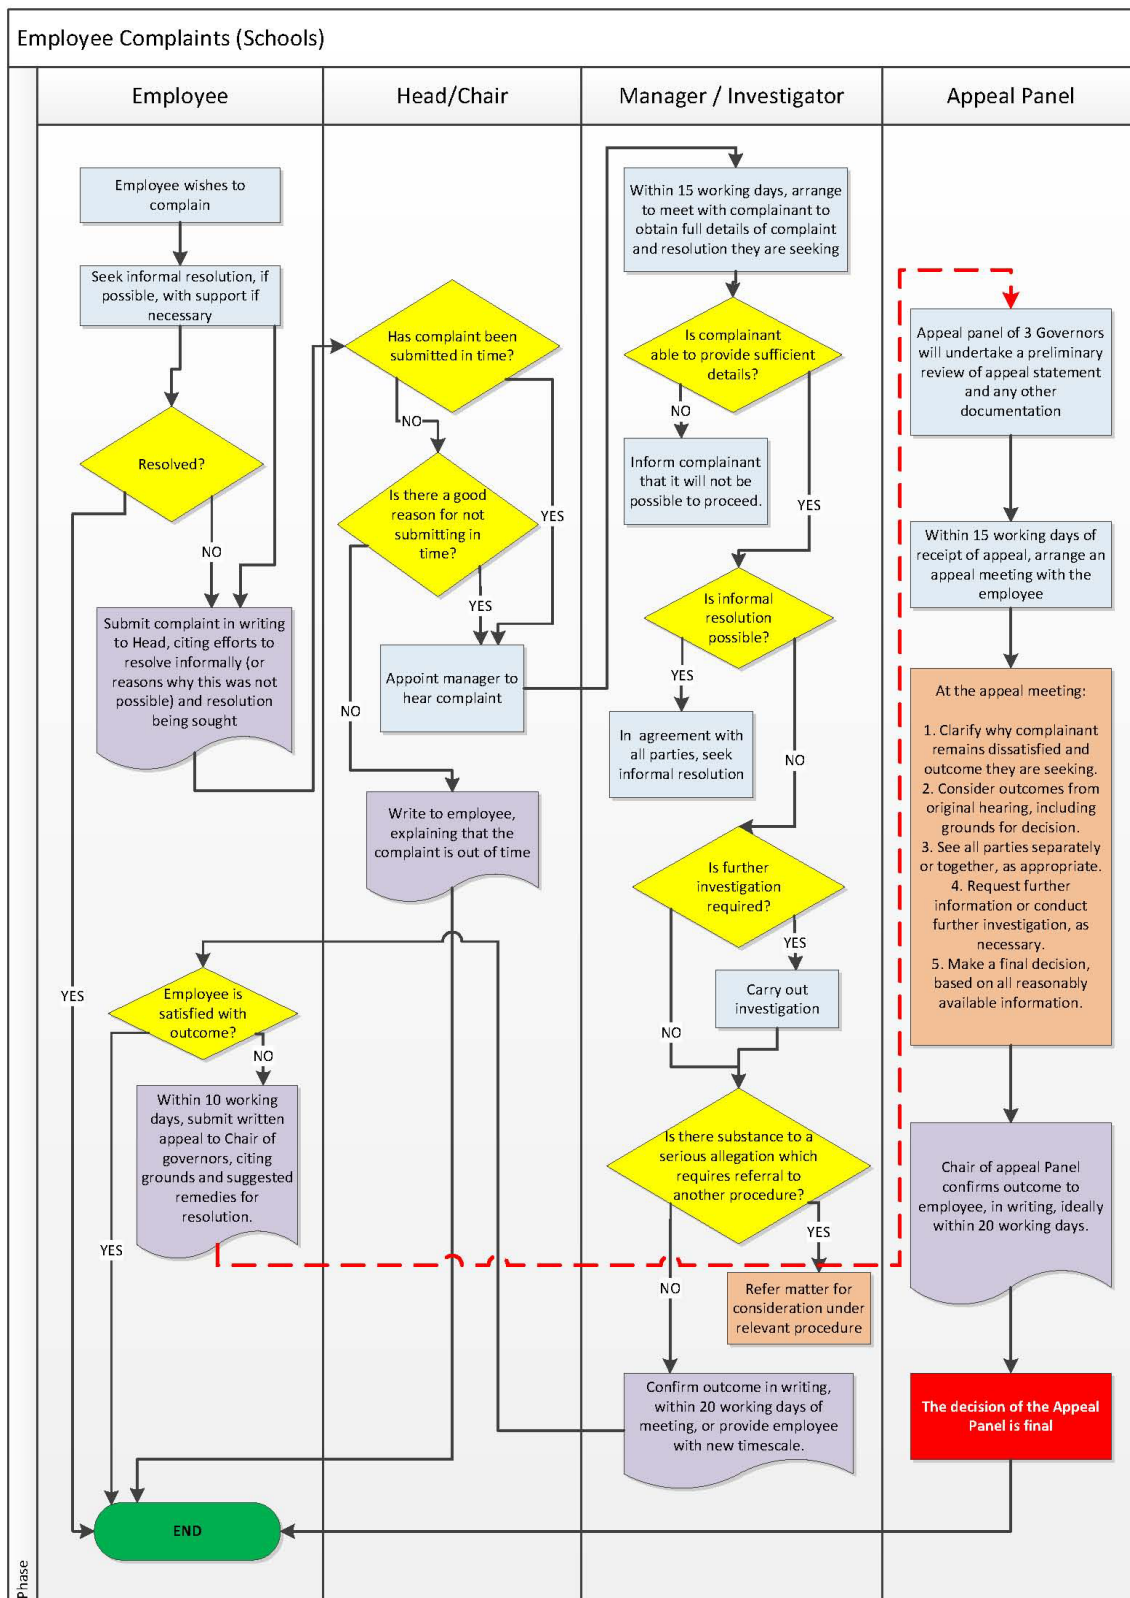 Employee Complaints (Schools)
Employee
Head/Chair
Manager / Investigator
Appeal Panel
Employee wishes to
complain
Seek informal resolution, if
possible, with support if
necessary
Resolved?
NO
YES
Submit complaint in writing
to Head, citing efforts to
resolve informally (or
reasons why this was not
possible) and resolution
being sought
Employee is
satisfied with
outcome?
NO
YES
Within 10 working
days, submit written
appeal to Chair of
governors, citing
grounds and suggested
remedies for
resolution.
END
Has complaint been
submitted in time?
NO
YES
Is there a good
reason for not
submitting in
time?
YES
NO
Appoint manager to
hear complaint
Write to employee,
explaining that the
complaint is out of time
Within 15 working days, arrange
to meet with complainant to
obtain full details of complaint
and resolution they are seeking
Is complainant
able to provide sufficient
details?
NO
YES
Inform complainant
that it will not be
possible to proceed.
Is informal
resolution
possible?
YES
NO
In  agreement with
all parties, seek
informal resolution
Is further
investigation
required?
YES
NO
Carry out
investigation
Is there substance to a
serious allegation which
requires referral to
another procedure?
YES
NO
Refer matter for
consideration under
relevant procedure
Confirm outcome in writing,
within 20 working days of
meeting, or provide employee
with new timescale.
Appeal panel of 3 Governors
will undertake a preliminary
review of appeal statement
and any other
documentation
Within 15 working days of
receipt of appeal, arrange an
appeal meeting with the
employee
At the appeal meeting:
1. Clarify why complainant
remains dissatisfied and
outcome they are seeking.
2. Consider outcomes from
original hearing, including
grounds for decision.
3. See all parties separately
or together, as appropriate.
4. Request further
information or conduct
further investigation, as
necessary.
5. Make a final decision,
based on all reasonably
available information.
Chair of appeal Panel
confirms outcome to
employee, in writing, ideally
within 20 working days.
The decision of the Appeal
Panel is final
Phase